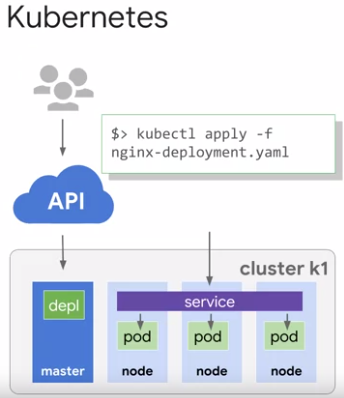 Kubernetes
$> kubectl apply -f
nginx-deployment.yaml
API
cluster k1
depl
service
pod pod pod
master node node node